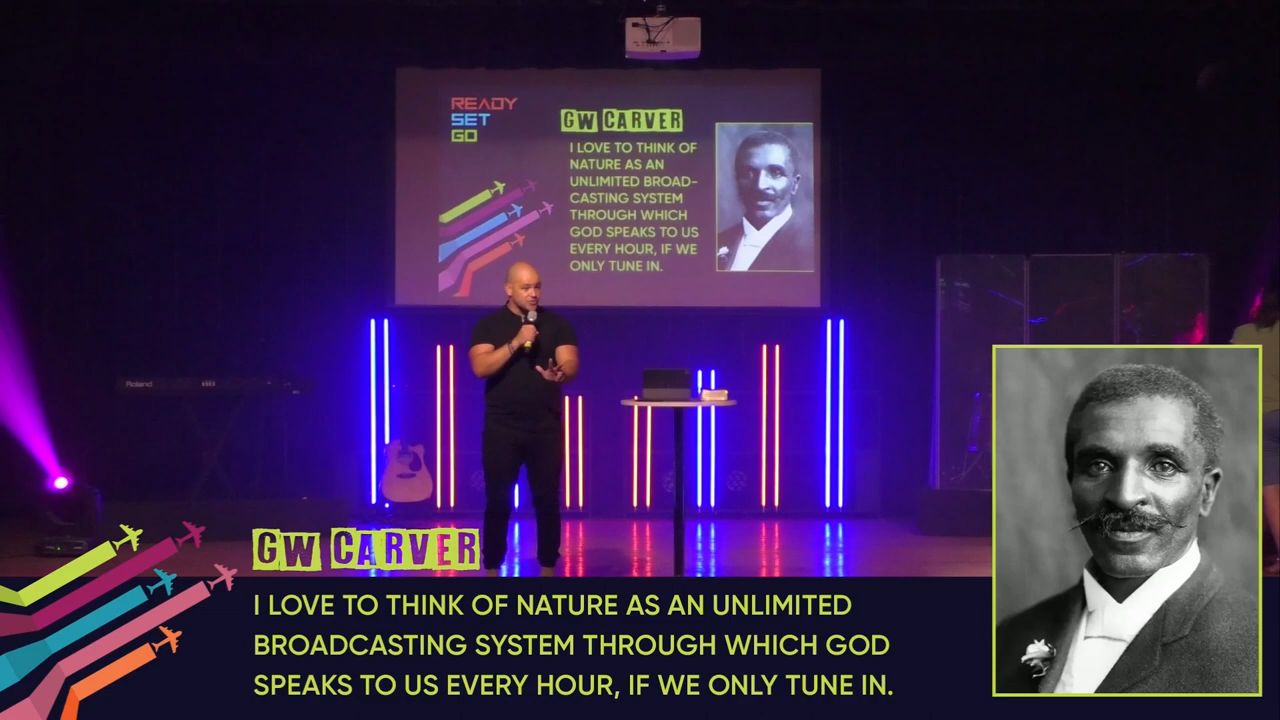 READY
SET
GO
GW CARVER
I LOVE TO THINK OF
NATURE AS AN
UNLIMITED BROAD-
CASTING SYSTEM
THROUGH WHICH
GOD SPEAKS TO US
EVERY HOUR, IF WE
ONLY TUNE IN.
Roland
GW CARVER
I LOVE TO THINK OF NATURE AS AN UNLIMITED
BROADCASTING SYSTEM THROUGH WHICH GOD
SPEAKS TO US EVERY HOUR, IF WE ONLY TUNE IN.